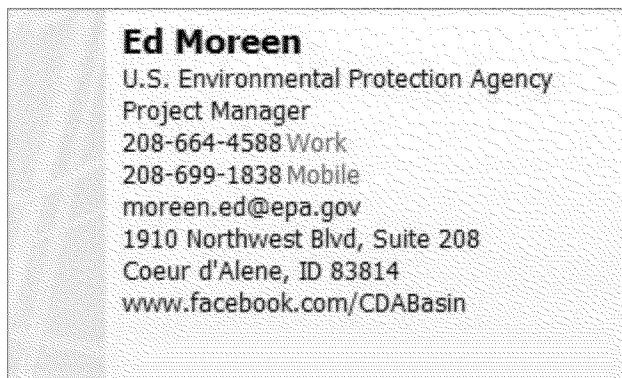 Ed Moreen
U.S. Environmental Protection Agency
Project Manager
208-664-4588 Work
208-699-1838 Mobile
moreen.ed@epa.gov
1910 Northwest Blvd, Suite 208
Coeur d'Alene, ID 83814
www.facebook.com/CDABasin